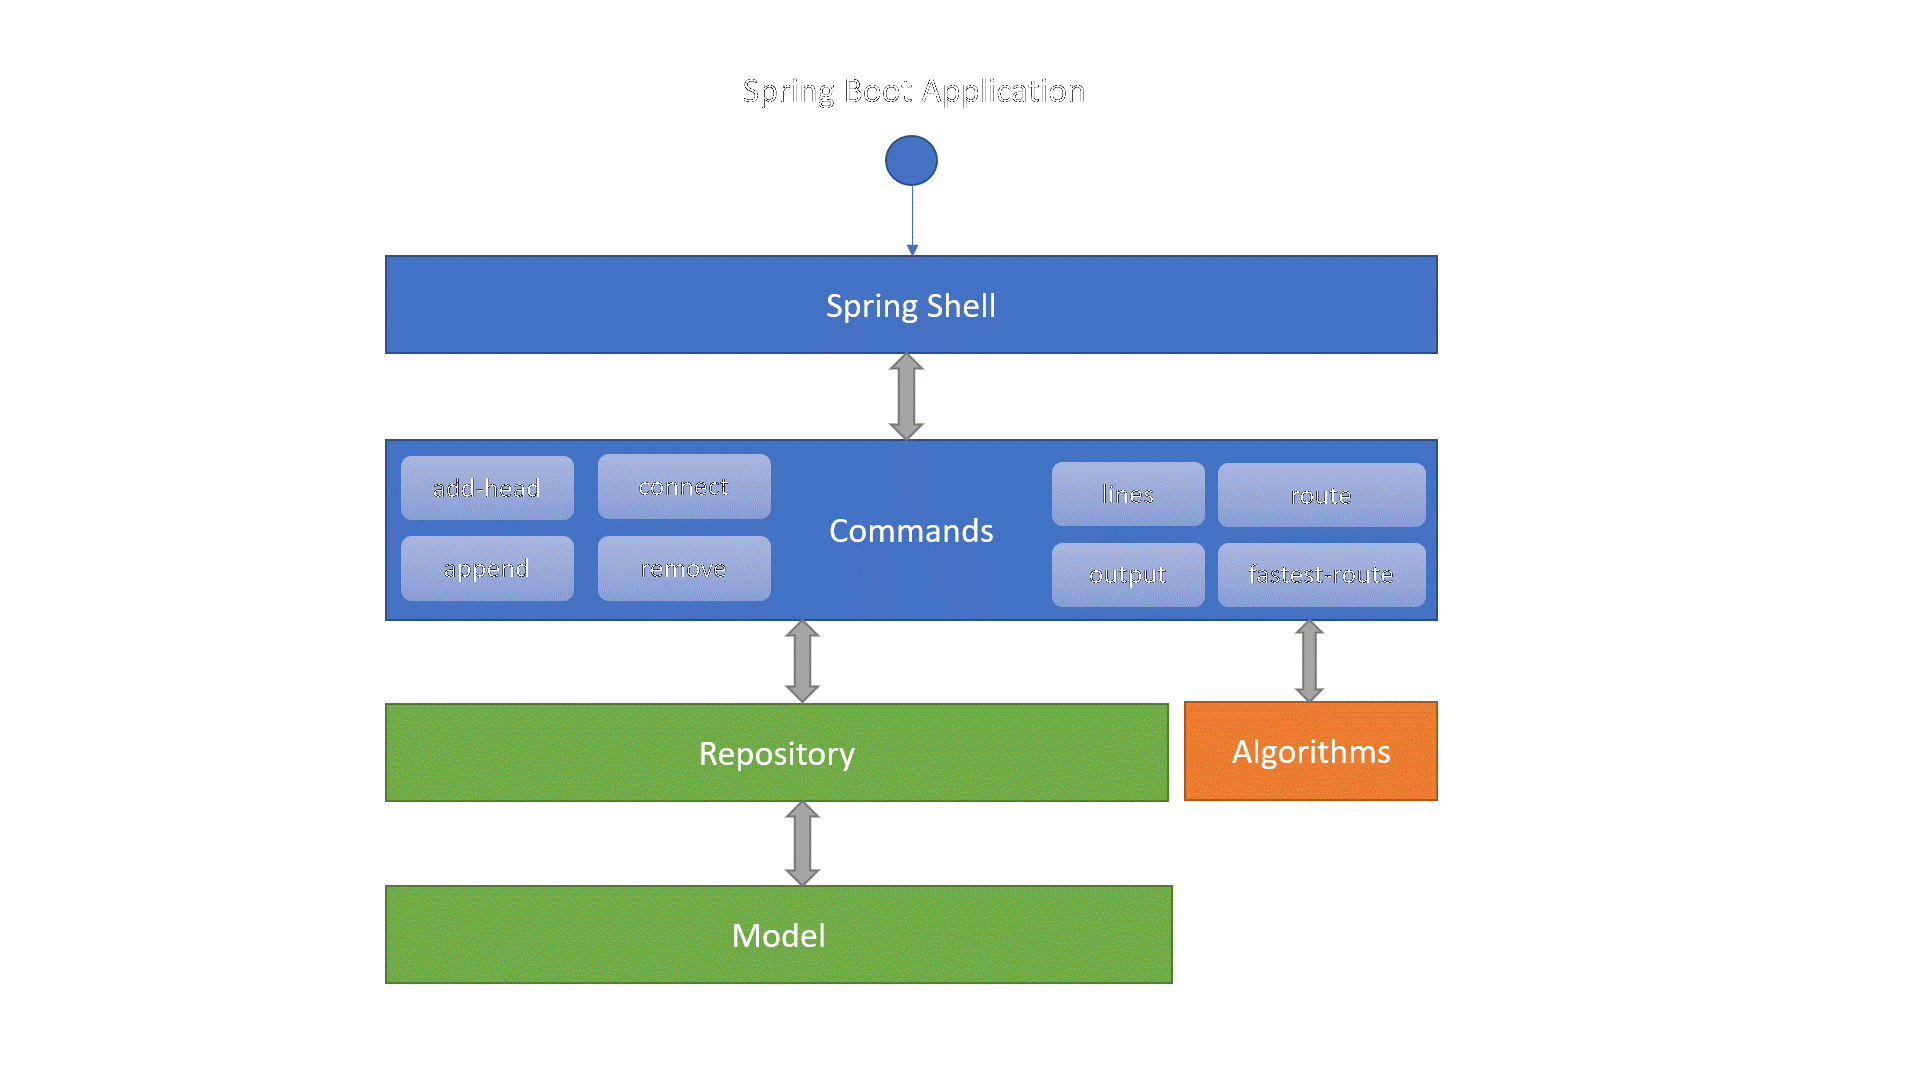 Spring Boot Application
Spring Shell
add-head
connect
lines
route
Commands
append
remove
output
fastest-route
Repository
Algorithms
Model